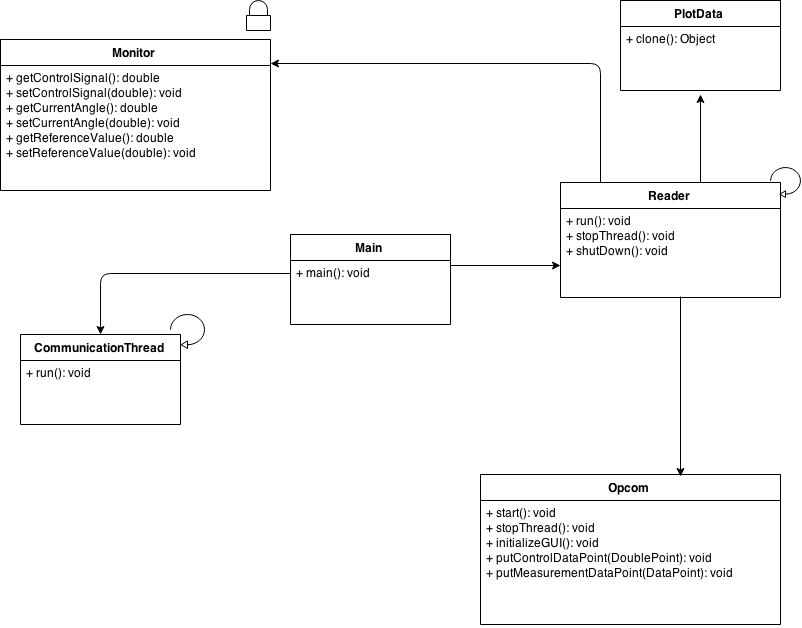 PlotData
+ clone(): Object
Monitor
+ getControlSignal(): double
+ setControlSignal(double): void
+ getCurrentAngle(): double
+ setCurrentAngle(double): void
+ getReferenceValue(): double
+ setReferenceValue(double): void
Reader
+ run(): void
+ stopThread(): void
+ shutDown(): void
Main
+ main(): void
CommunicationThread
+ run(): void
Opcom
+ start(): void
+ stopThread(): void
+ initializeGUI(): void
+ putControlDataPoint(DoublePoint): void
+ putMeasurementDataPoint(DataPoint): void